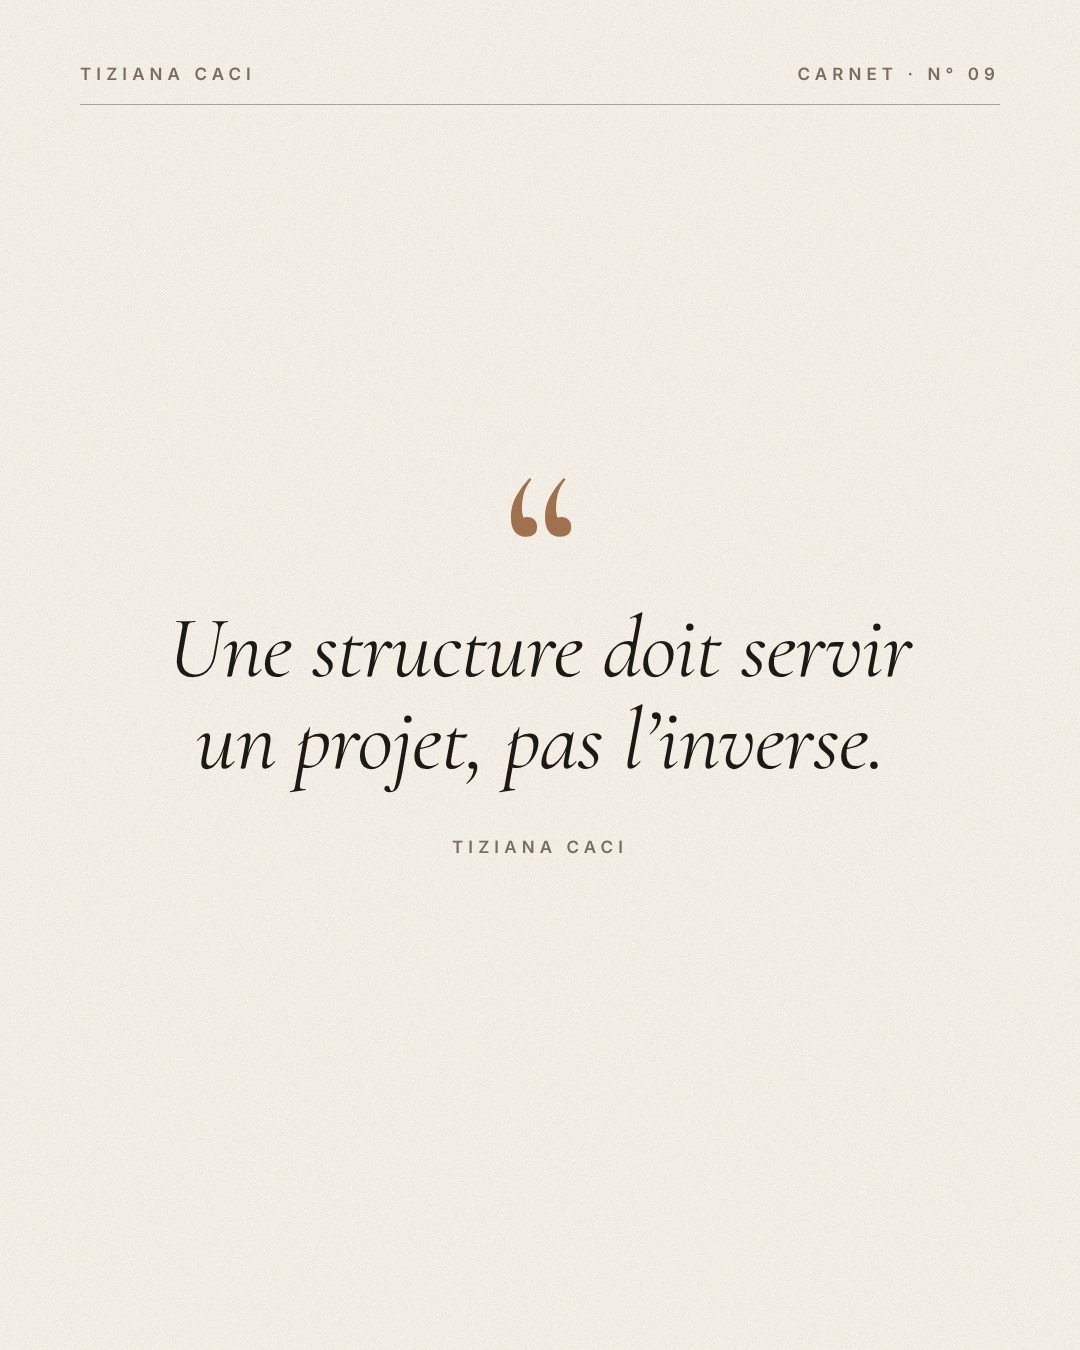 TIZIANA CACI
CARNET · N° 09
“
Une structure doit servir
un projet, pas l’inverse.
TIZIANA CACI